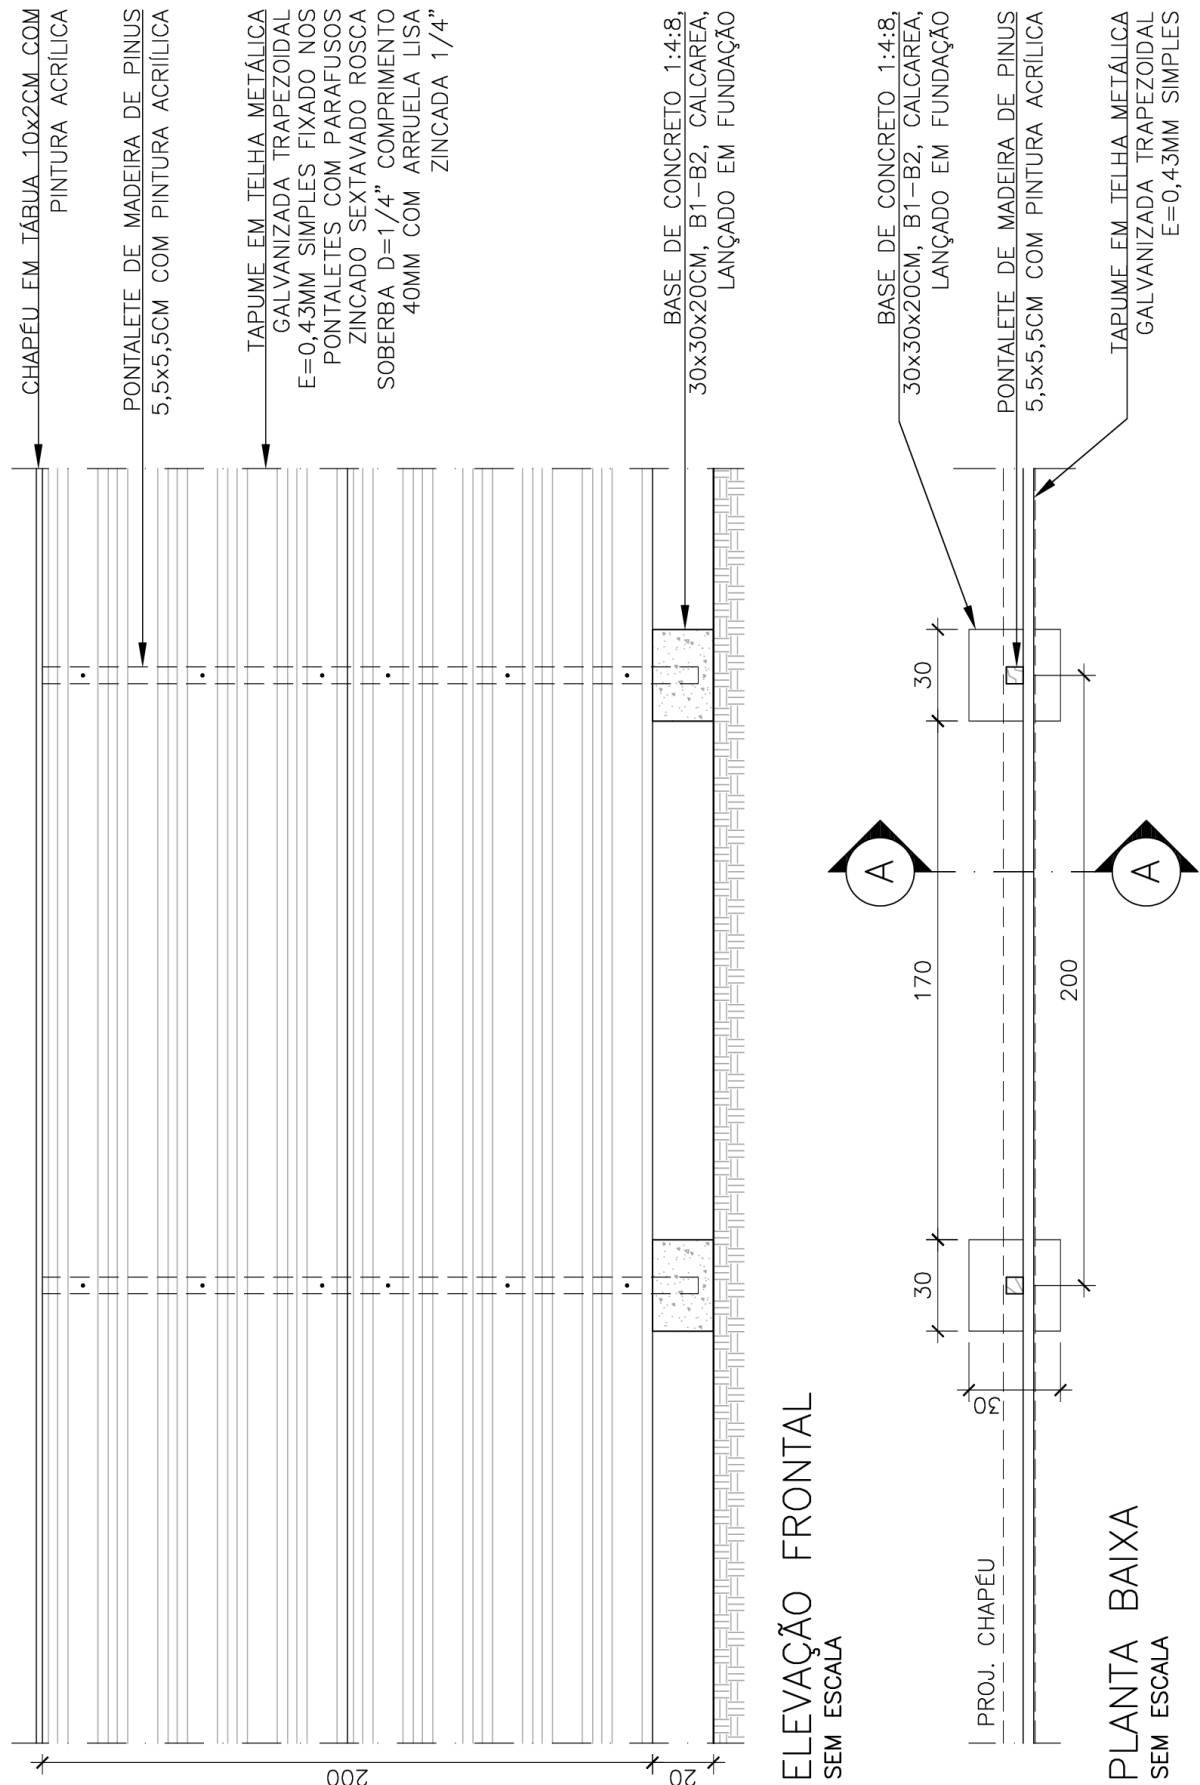 CHAPÉU EM TÁBUA 10x2CM COM
PINTURA ACRÍLICA
PONTALETE DE MADEIRA DE PINUS
5,5x5,5CM COM PINTURA ACRIÍLICA
TAPUME EM TELHA METÁLICA
GALVANIZADA TRAPEZOIDAL
E=0,43MM SIMPLES FIXADO NOS
PONTALETES COM PARAFUSOS
ZINCADO SEXTAVADO ROSCA
SOBERBA D=1/4" COMPRIMENTO
40MM COM ARRUELA LISA
ZINCADA 1/4"
BASE DE CONCRETO 1:4:8,
30x30x20CM, B1-B2, CALCAREA,
LANÇADO EM FUNDAÇÃO
200
20
ELEVAÇÃO FRONTAL
SEM ESCALA
BASE DE CONCRETO 1:4:8,
30x30x20CM, B1-B2, CALCAREA,
LANÇADO EM FUNDAÇÃO
PONTALETE DE MADEIRA DE PINUS
5,5x5,5CM COM PINTURA ACRÍLICA
TAPUME EM TELHA METÁLICA
GALVANIZADA TRAPEZOIDAL
E=0,43MM SIMPLES
30
170
30
A
30
PROJ. CHAPÉU
200
A
PLANTA BAIXA
SEM ESCALA